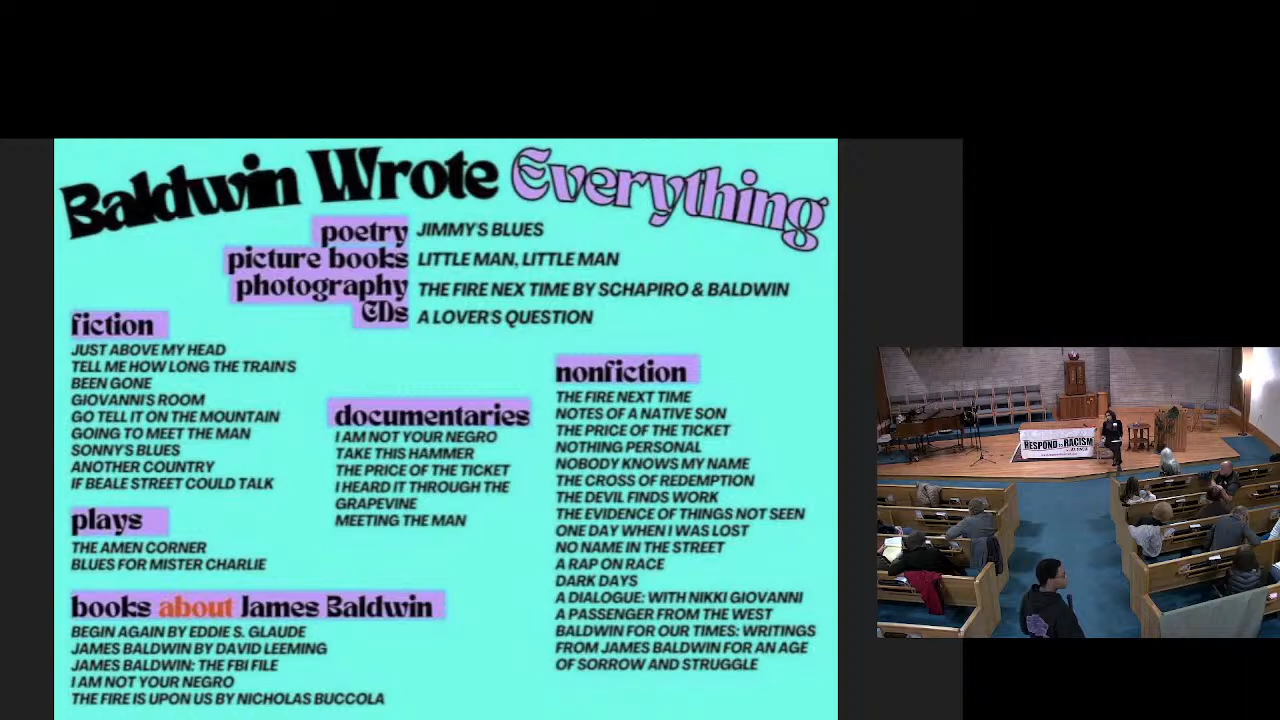 Baldwin Wrote Everything
poetry JIMMY'S BLUES
picture books LITTLE MAN, LITTLE MAN
photography THE FIRE NEX TIME BY SCHAPIRO & BALDWIN
CDs A LOVER'S QUESTION
fiction
JUST ABOVE MY HEAD
TELL ME HOW LONG THE TRAIN'S
BEEN GONE
GIOVANNI'S ROOM
GO TELL IT ON THE MOUNTAIN
GOING TO MEET THE MAN
SONNY'S BLUES
ANOTHER COUNTRY
IF BEALE STREET COULD TALK
plays
THE AMEN CORNER
BLUES FOR MISTER CHARLIE
documentaries
I AM NOT YOUR NEGRO
TAKE THIS HAMMER
THE PRICE OF THE TICKET
I HEARD IT THROUGH THE
GRAPEVINE
MEETING THE MAN
nonfiction
THE FIRE NEXT TIME
NOTES OF A NATIVE SON
THE PRICE OF THE TICKET
NOTHING PERSONAL
NOBODY KNOWS MY NAME
THE CROSS OF REDEMPTION
THE DEVIL FINDS WORK
THE EVIDENCE OF THINGS NOT SEEN
ONE DAY WHEN I WAS LOST
NO NAME IN THE STREET
A RAP ON RACE
DARK DAYS
A DIALOGUE: WITH NIKKI GIOVANNI
A PASSENGER FROM THE WEST
BALDWIN FOR OUR TIMES: WRITINGS
FROM JAMES BALDWIN FOR AN AGE
OF SORROW AND STRUGGLE
books about James Baldwin
BEGIN AGAIN BY EDDIE S. GLAUDE
JAMES BALDWIN BY DAVID LEEMING
JAMES BALDWIN: THE FBI FILE
I AM NOT YOUR NEGRO
THE FIRE IS UPON US BY NICHOLAS BUCCOLA
RESPOND TO RACISM